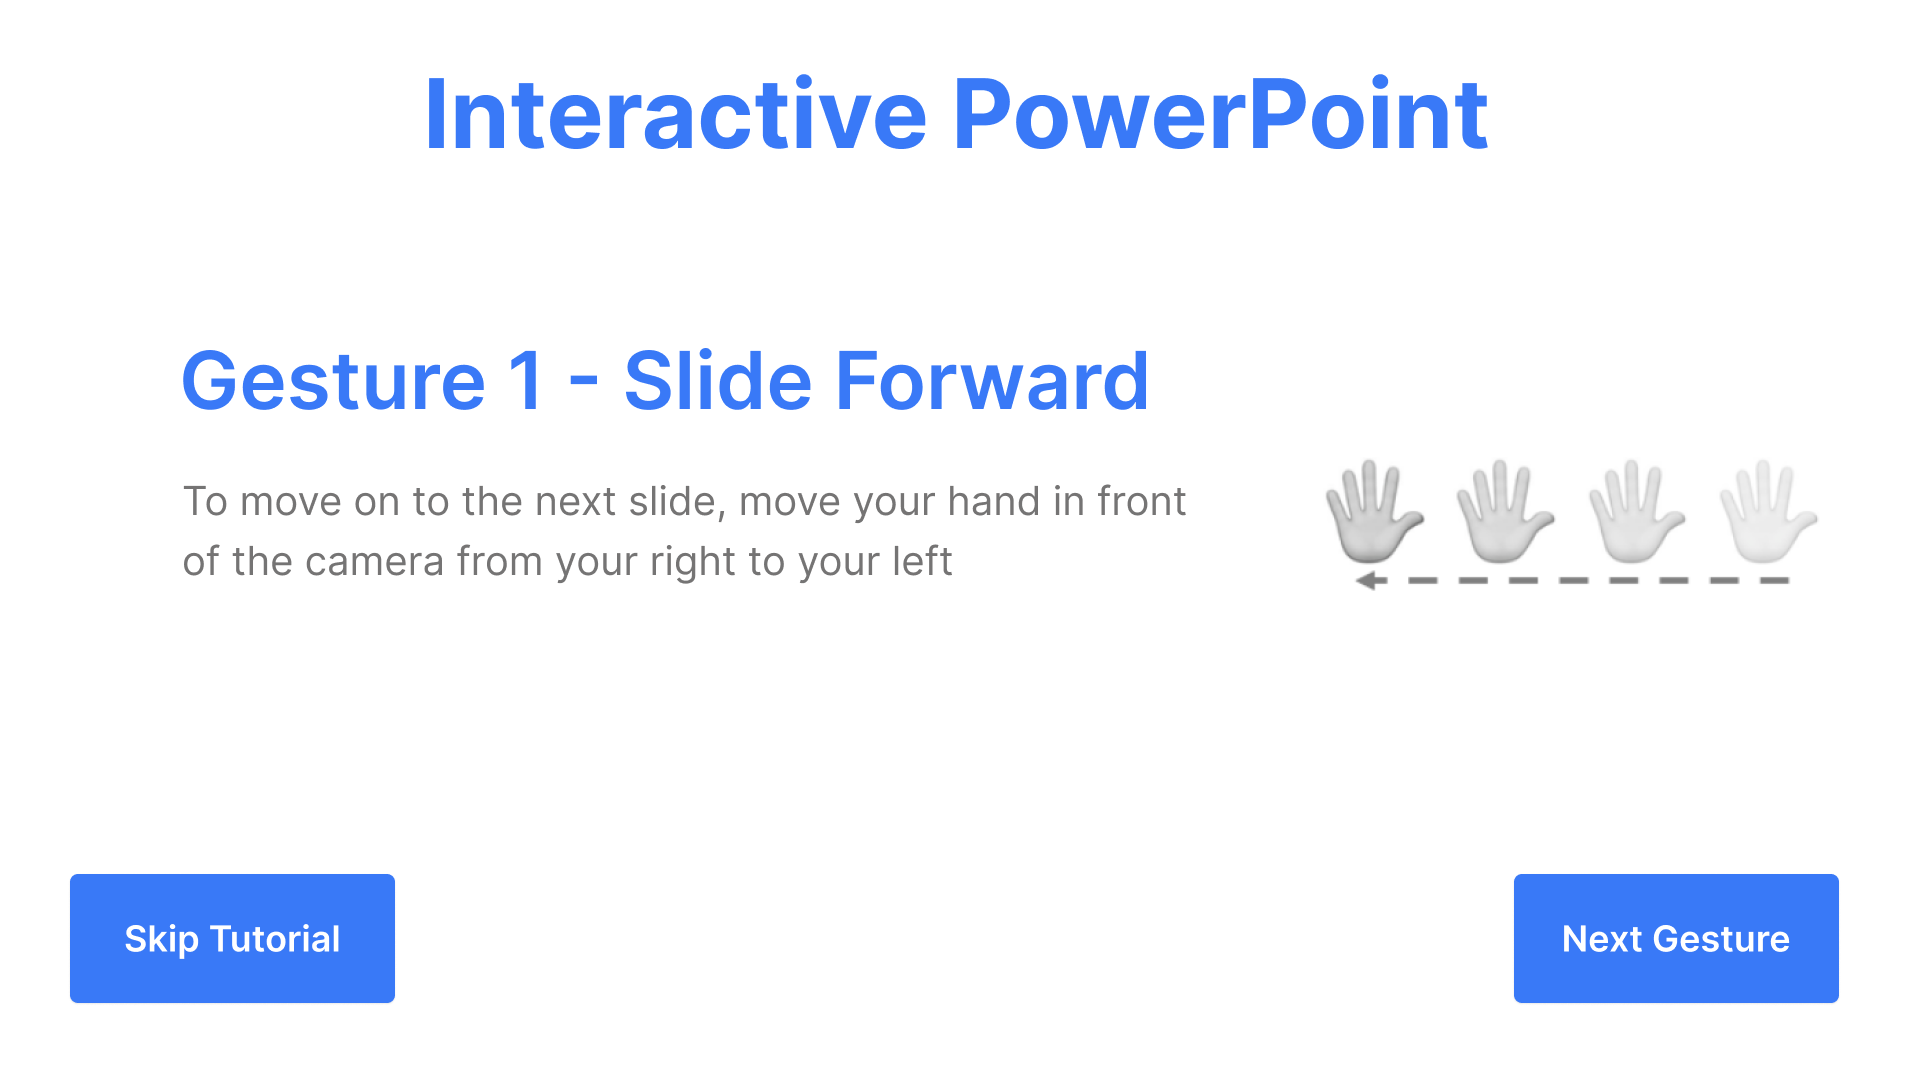 Interactive PowerPoint
Gesture 1 - Slide Forward
To move on to the next slide, move your hand in front
of the camera from your right to your left
Skip Tutorial
Next Gesture